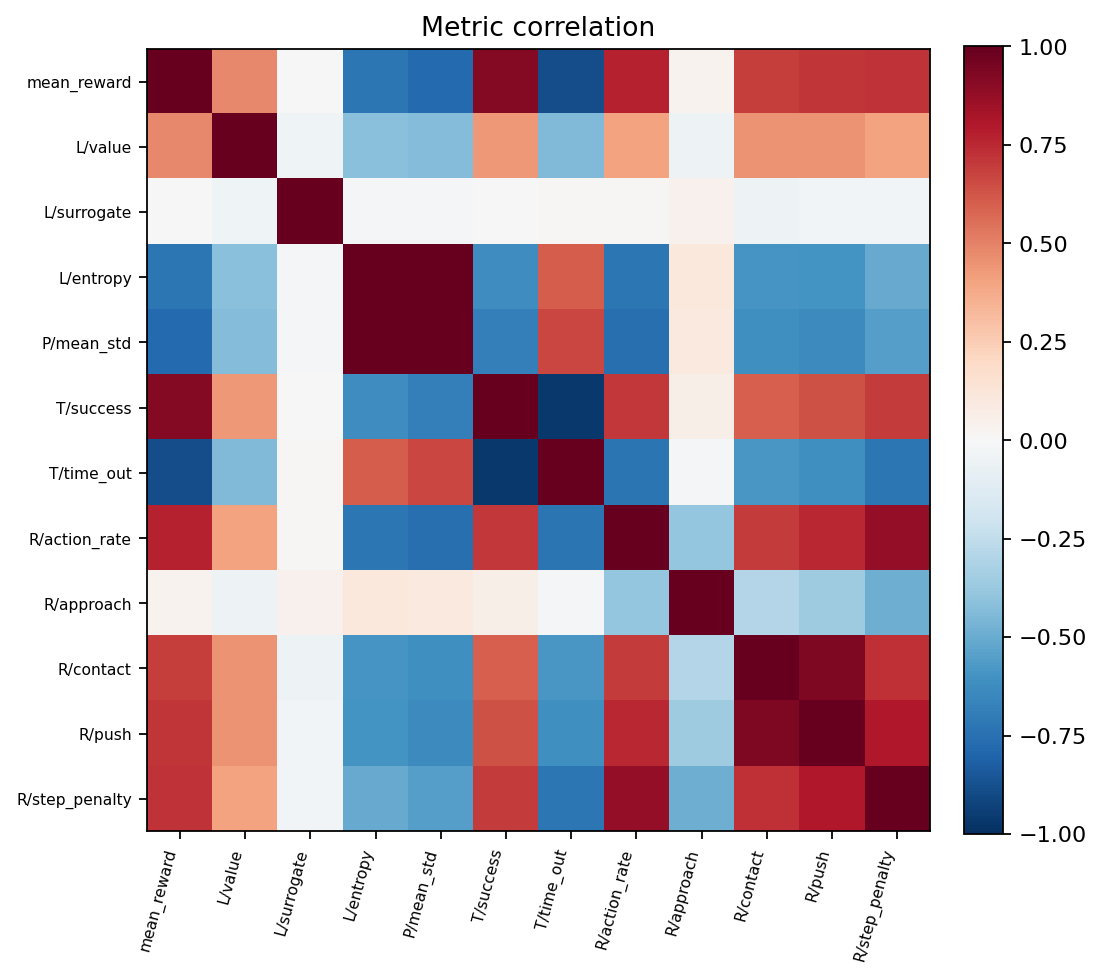 Metric correlation
mean_reward
L/value
L/surrogate
L/entropy
P/mean_std
T/success
T/time_out
R/action_rate
R/approach
R/contact
R/push
R/step_penalty
mean_reward
L/value
L/surrogate
L/entropy
P/mean_std
T/success
T/time_out
R/action_rate
R/approach
R/contact
R/push
R/step_penalty
1.00
0.75
0.50
0.25
0.00
−0.25
−0.50
−0.75
−1.00